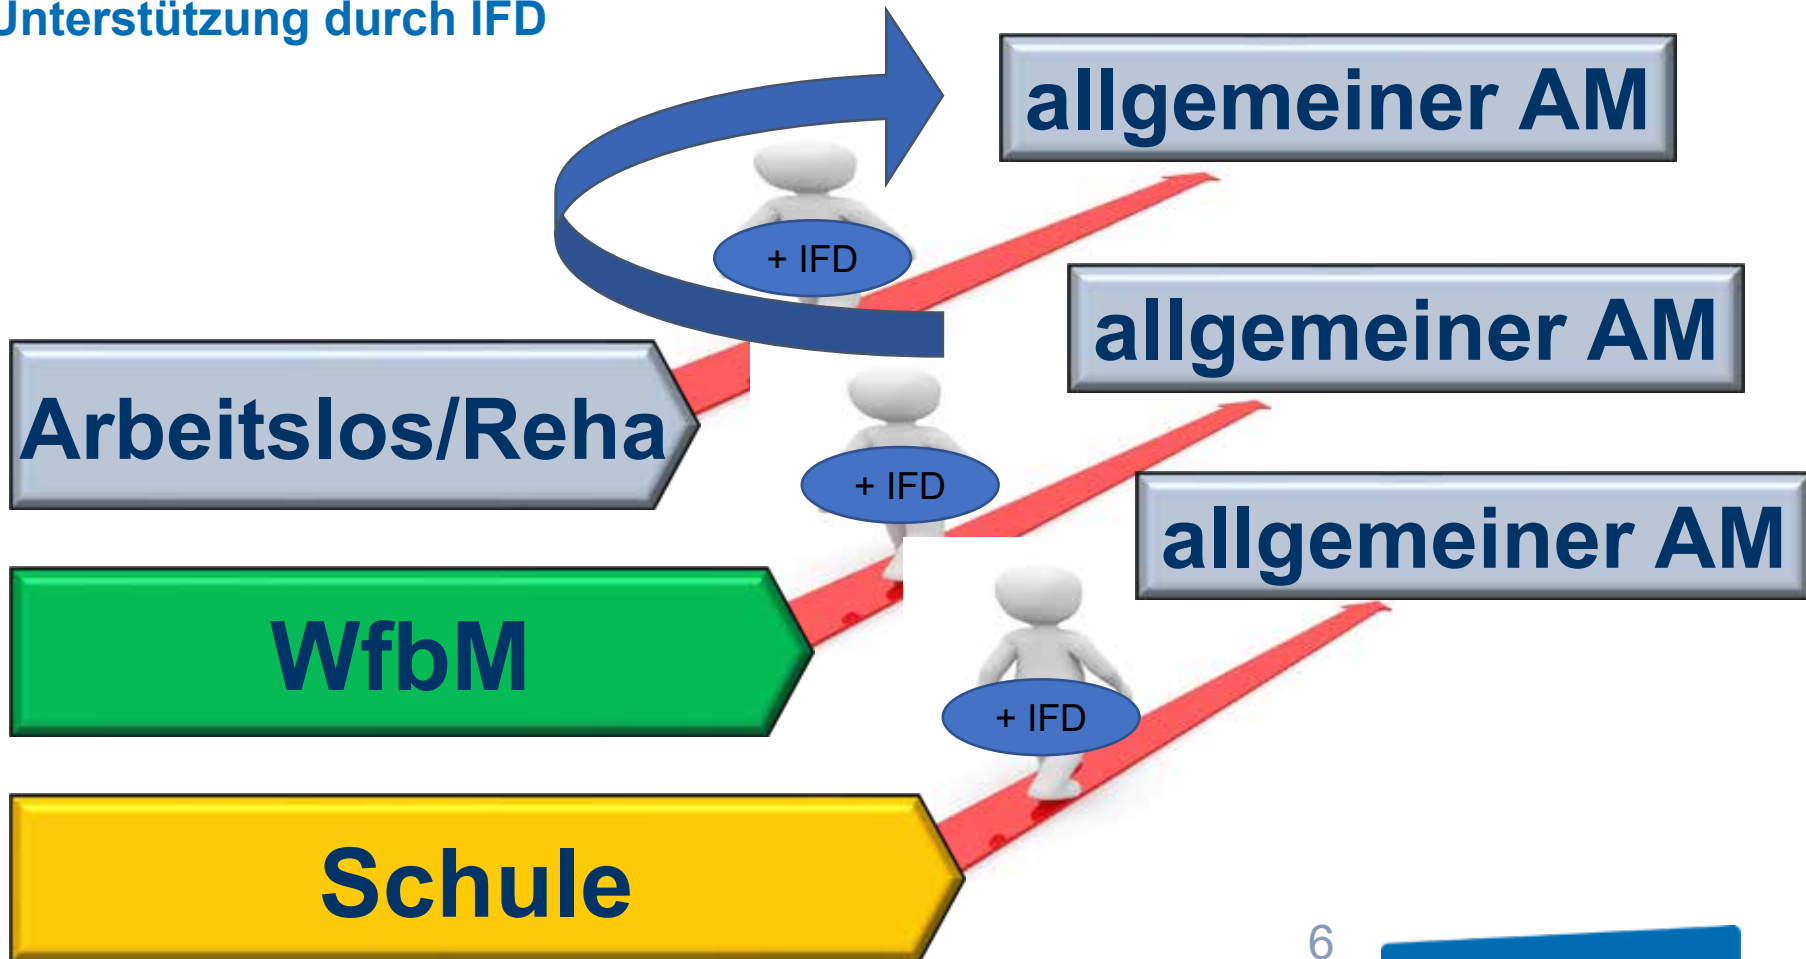 Unterstützung durch IFD
allgemeiner AM
+ IFD
allgemeiner AM
Arbeitslos/Reha
+ IFD
allgemeiner AM
WfbM
+ IFD
Schule
6